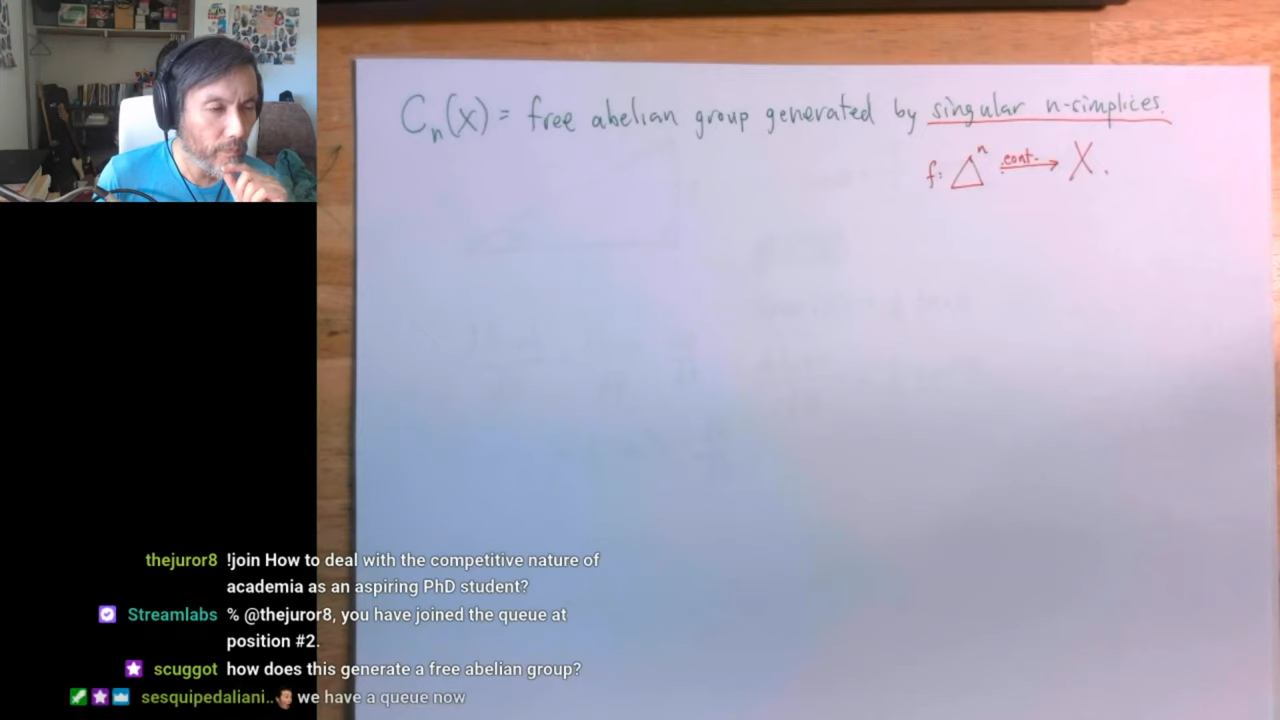 Cₙ(X) = free abelian group generated by singular n-simplices.
f: Δⁿ cont. → X.
thejuror8 !join How to deal with the competitive nature of
academia as an aspiring PhD student?
Streamlabs % @thejuror8, you have joined the queue at
position #2.
scuggot how does this generate a free abelian group?
sesquipedaliani.. we have a queue now